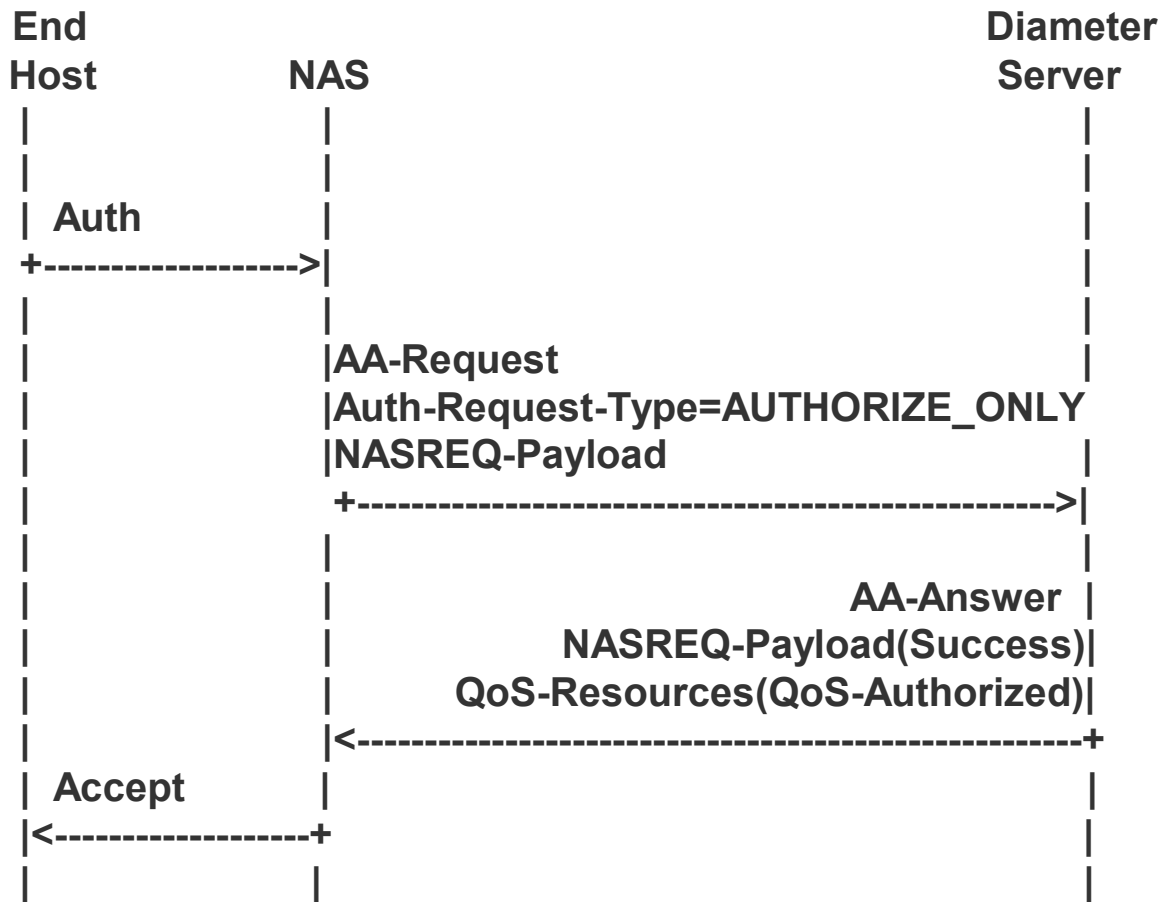 End Diameter
Host NAS Server
Auth
AA-Request
Auth-Request-Type=AUTHORIZE_ONLY
NASREQ-Payload
AA-Answer
NASREQ-Payload(Success)
QoS-Resources(QoS-Authorized)
Accept